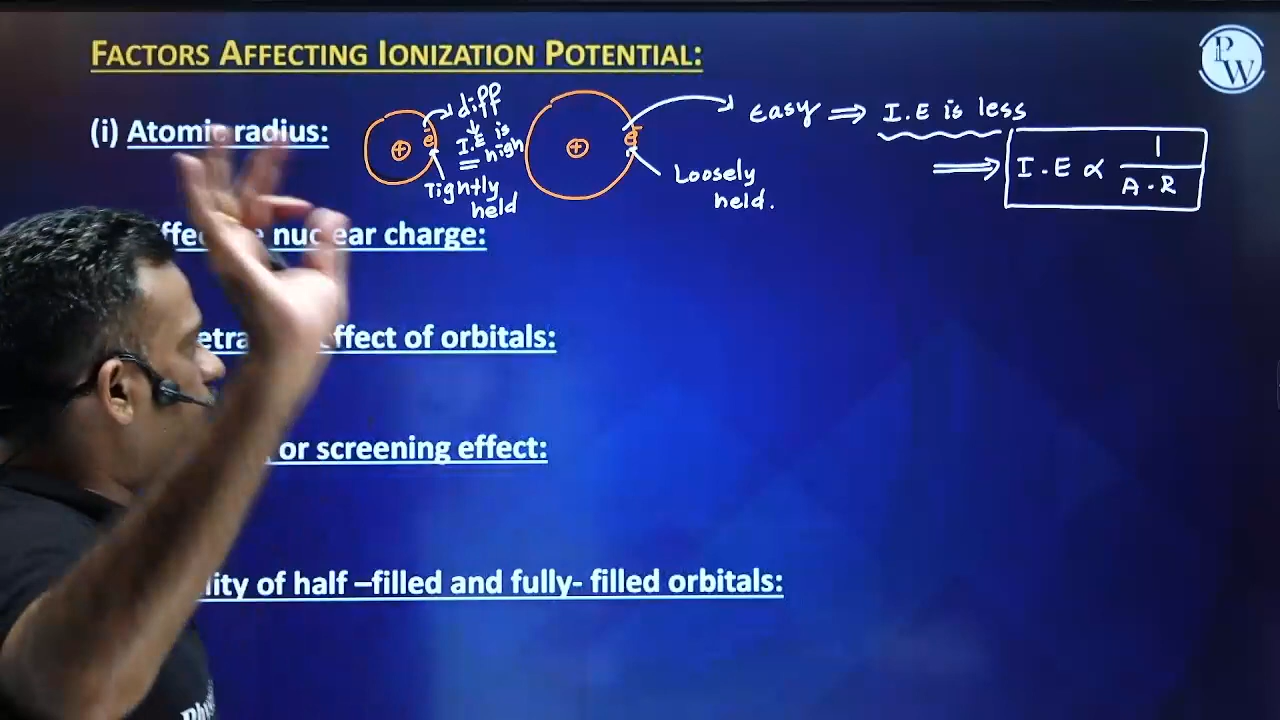 FACTORS AFFECTING IONIZATION POTENTIAL:
PW
(i) Atomic radius:
diff
I.E is high
Tightly held
Loosely held.
easy ⇒ I.E is less
⇒ I.E ∝ 1/A.R
nuclear charge:
effect of orbitals:
or screening effect:
of half –filled and fully- filled orbitals: